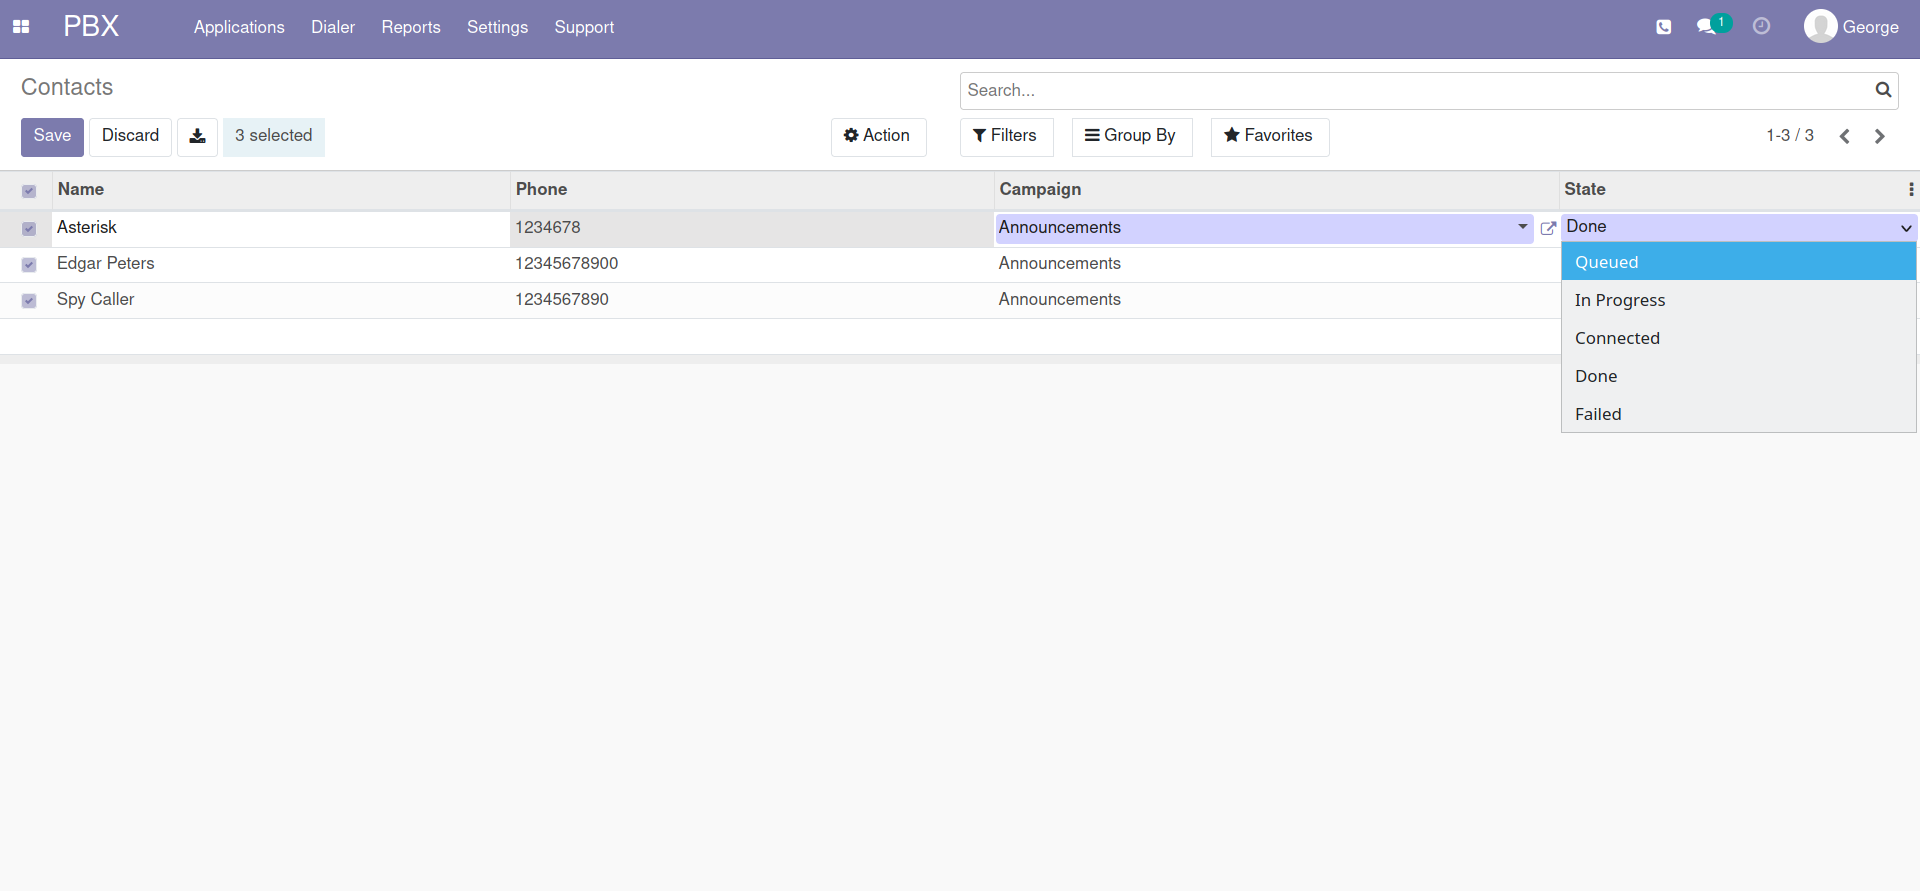 PBX Applications Dialer Reports Settings Support 1 George
Contacts
Search...
Save Discard 3 selected Action Filters Group By Favorites 1-3 / 3
Name Phone Campaign State
Asterisk 1234678 Announcements Done
Edgar Peters 12345678900 Announcements
Queued
Spy Caller 1234567890 Announcements
In Progress
Connected
Done
Failed